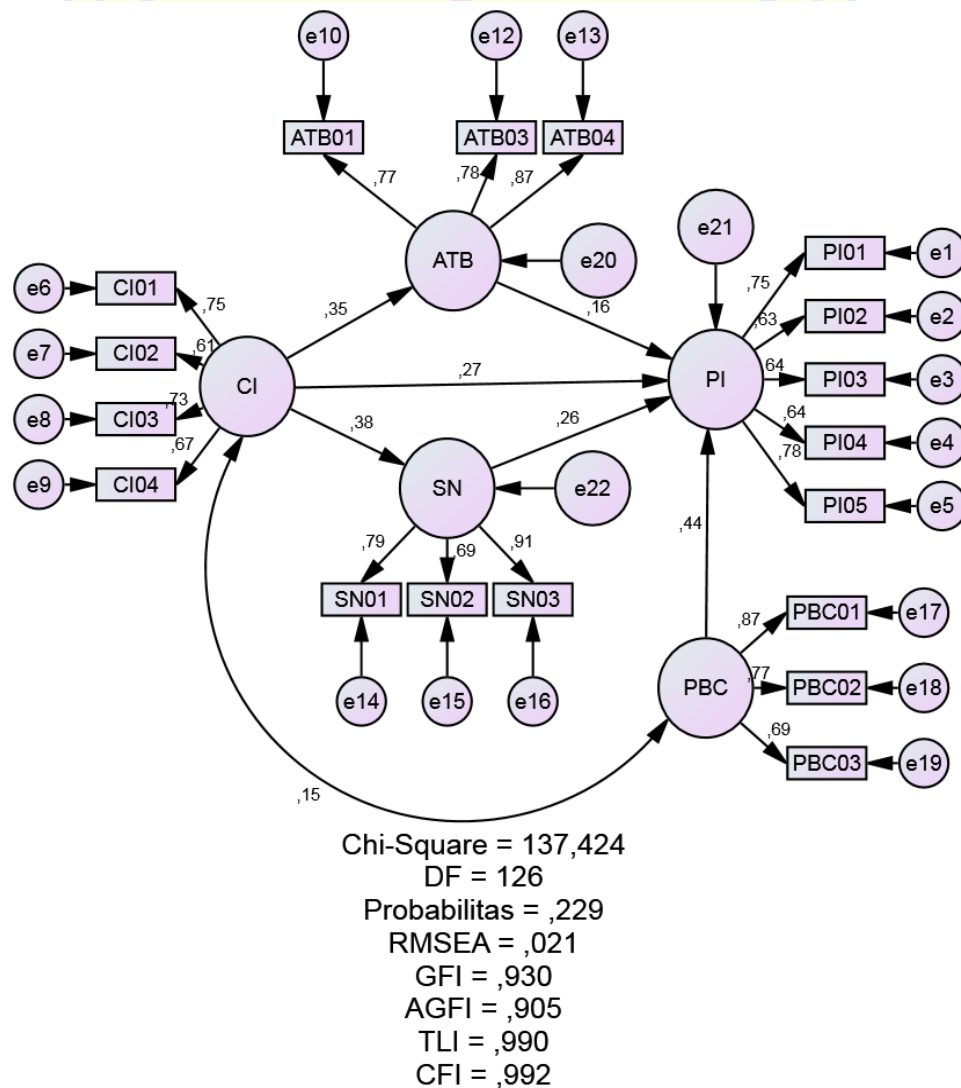 e10
e12
e13
ATB01
ATB03
ATB04
,77
,78
,87
e21
ATB
e20
PI01
e1
e6
CI01
,75
,75
,35
,16
,63
PI02
e2
e7
CI02
,61
CI
,27
PI
64
PI03
e3
e8
CI03
,73
,38
,26
,64
PI04
e4
,67
,78
e9
CI04
SN
e22
PI05
e5
,44
,79
,69
,91
SN01
SN02
SN03
,87
PBC01
e17
e14
e15
e16
PBC
,77
PBC02
e18
,69
PBC03
e19
,15
Chi-Square = 137,424
DF = 126
Probabilitas = ,229
RMSEA = ,021
GFI = ,930
AGFI = ,905
TLI = ,990
CFI = ,992